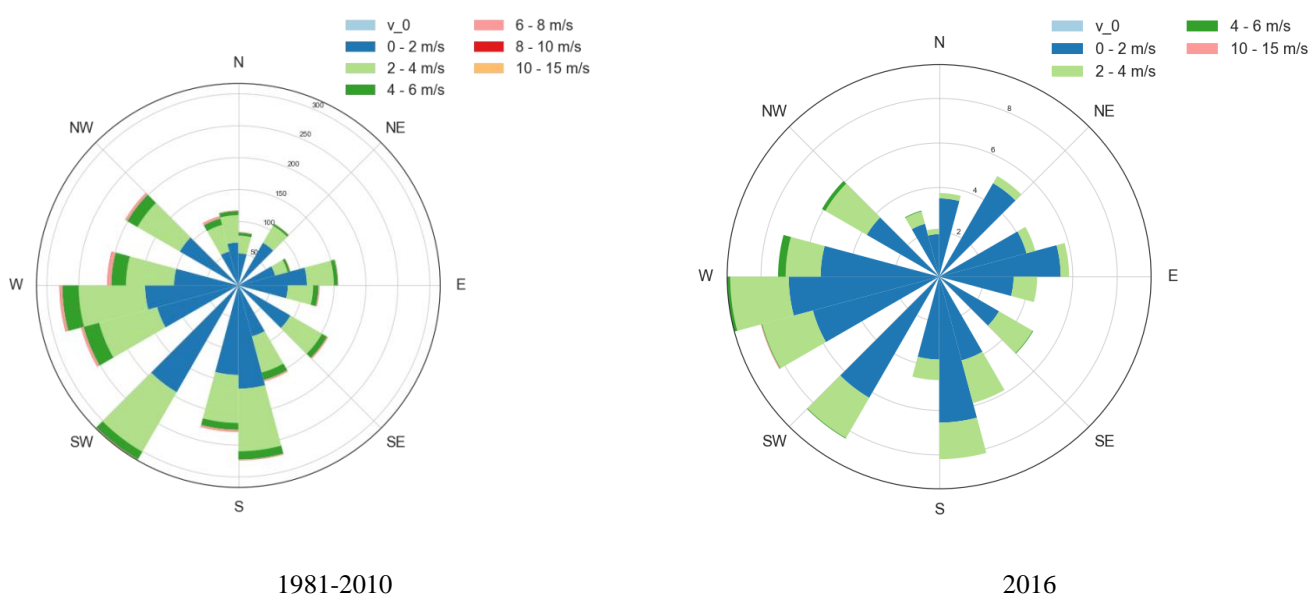 v_0
0 - 2 m/s
2 - 4 m/s
4 - 6 m/s
6 - 8 m/s
8 - 10 m/s
10 - 15 m/s
N
NE
E
SE
S
SW
W
NW
50
100
150
200
250
300
1981-2010
v_0
0 - 2 m/s
2 - 4 m/s
4 - 6 m/s
10 - 15 m/s
N
NE
E
SE
S
SW
W
NW
2
4
6
8
2016